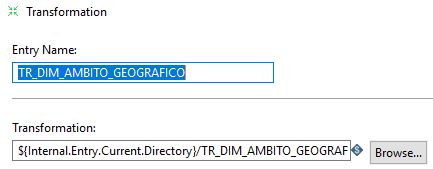 Transformation
Entry Name:
TR_DIM_AMBITO_GEOGRAFICO
Transformation:
${Internal.Entry.Current.Directory}/TR_DIM_AMBITO_GEOGRAF
Browse...